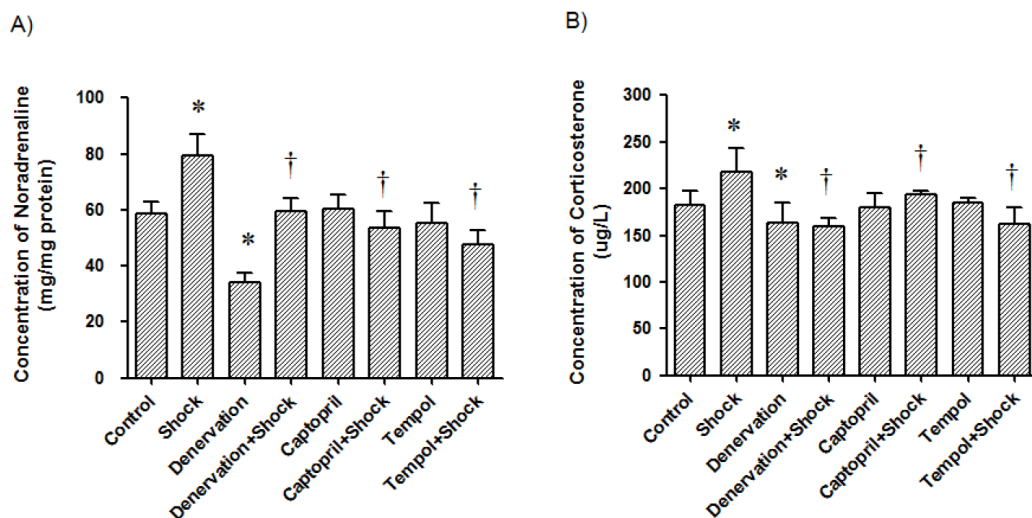 A)
Concentration of Noradrenaline
(mg/mg protein)
100
80
60
40
20
0
*
*
†
†
†
Control
Shock
Denervation
Denervation+Shock
Captopril
Captopril+Shock
Tempol
Tempol+Shock
B)
Concentration of Corticosterone
(ug/L)
300
250
200
150
100
50
0
*
*
†
†
†
Control
Shock
Denervation
Denervation+Shock
Captopril
Captopril+Shock
Tempol
Tempol+Shock